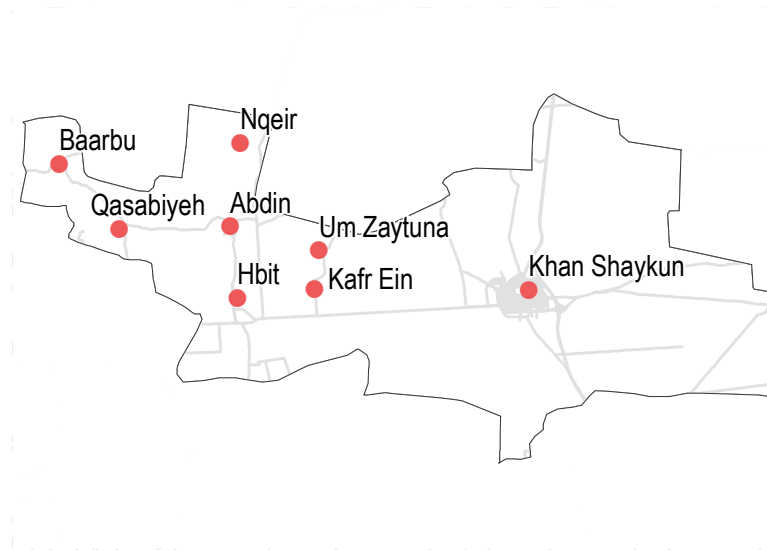 Nqeir
Baarbu
Qasabiyeh
Abdin
Um Zaytuna
Khan Shaykun
Hbit
Kafr Ein